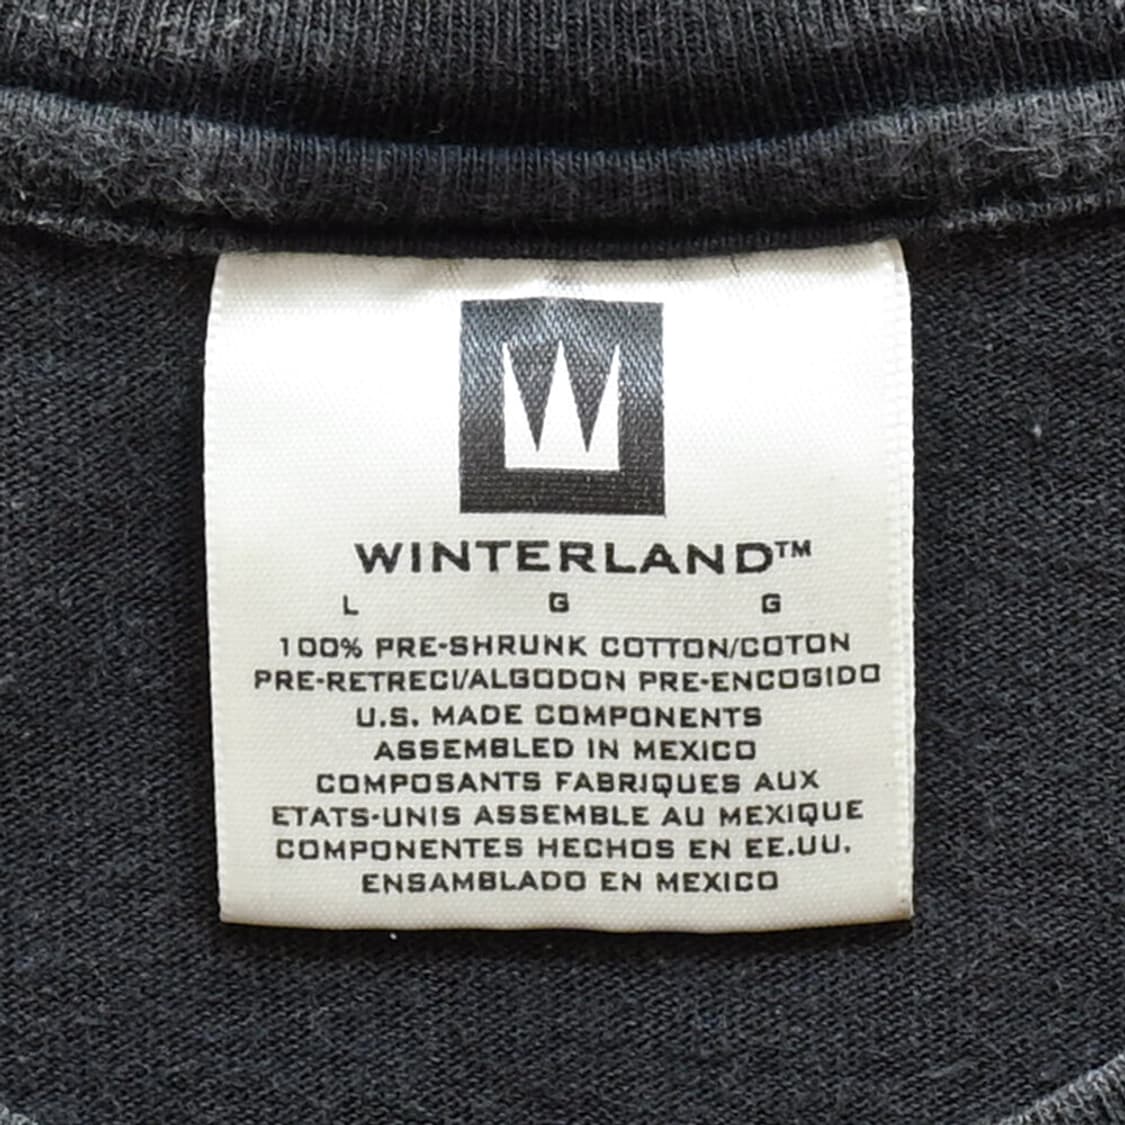 WINTERLAND™
L G G
100% PRE-SHRUNK COTTON/COTON
PRE-RETRECI/ALGODON PRE-ENCOGIDO
U.S. MADE COMPONENTS
ASSEMBLED IN MEXICO
COMPOSANTS FABRIQUES AUX
ETATS-UNIS ASSEMBLE AU MEXIQUE
COMPONENTES HECHOS EN EE.UU.
ENSAMBLADO EN MEXICO